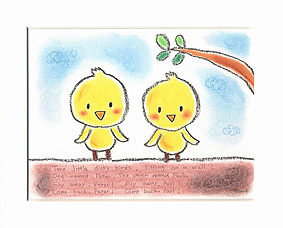 Two little dicky birds sitting on a wall.
One named Peter, The other named Paul.
Fly away, Peter! Fly away, Paul!
Come back, Peter! Come back, Paul!